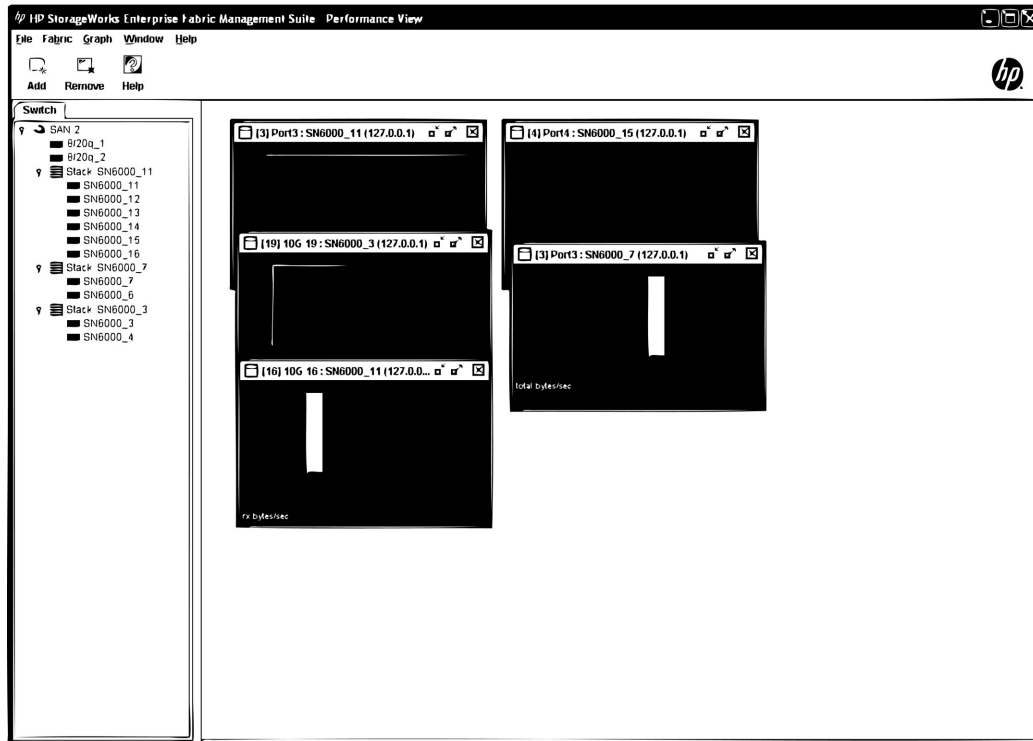 hp HP StorageWorks Enterprise Fabric Management Suite Performance View
File Fabric Graph Window Help
Add Remove Help
hp
Switch
SAN 2
8/20q_1
8/20q_2
Stack SN6000_11
SN6000_11
SN6000_12
SN6000_13
SN6000_14
SN6000_15
SN6000_16
Stack SN6000_7
SN6000_7
SN6000_6
Stack SN6000_3
SN6000_3
SN6000_4
[3] Port3 : SN6000_11 (127.0.0.1)
[4] Port4 : SN6000_15 (127.0.0.1)
[19] 10G 19 : SN6000_3 (127.0.0.1)
[3] Port3 : SN6000_7 (127.0.0.1)
total bytes/sec
[16] 10G 16 : SN6000_11 (127.0.0...
rx bytes/sec